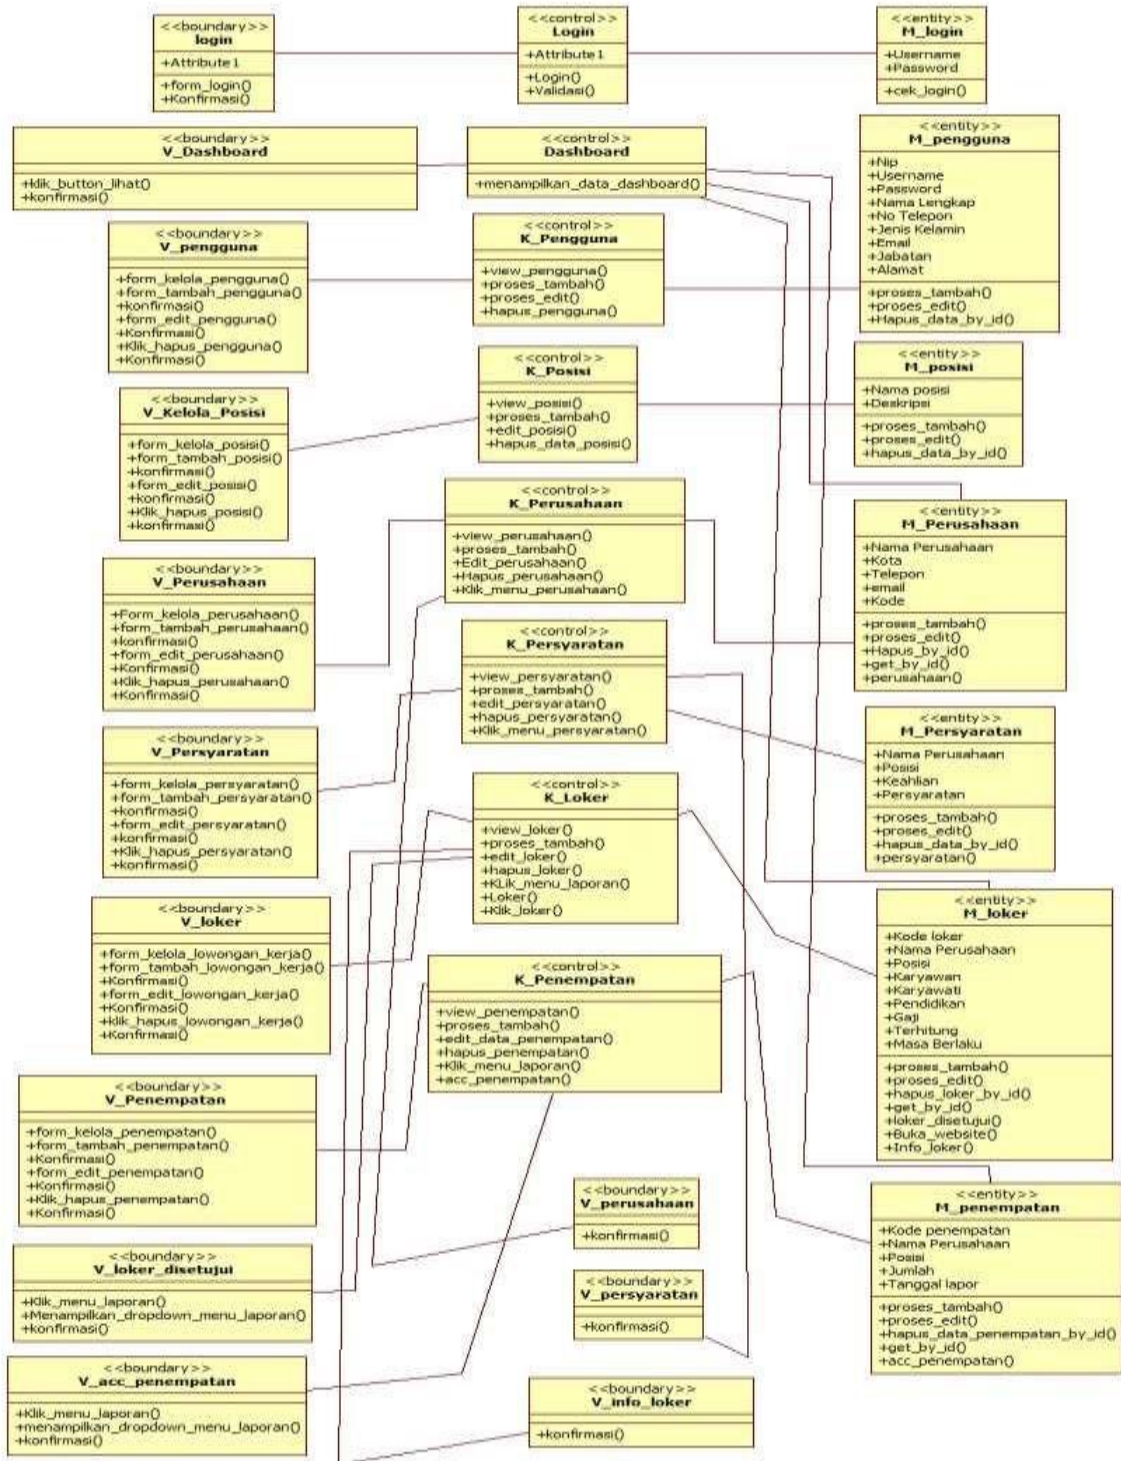 <<boundary>>
login
+Attribute1
+form_login()
+Konfirmasi()
<<control>>
Login
+Attribute1
+Login()
+Validasi()
<<entity>>
M_login
+Username
+Password
+cek_login()
<<boundary>>
V_Dashboard
+klik_button_lihat()
+konfirmasi()
<<control>>
Dashboard
+menampilkan_data_dashboard()
<<entity>>
M_pengguna
+Nip
+Username
+Password
+Nama Lengkap
+No Telepon
+Jenis Kelamin
+Email
+Jabatan
+Alamat
+proses_tambah()
+proses_edit()
+Hapus_data_by_id()
<<boundary>>
V_pengguna
+form_kelola_pengguna()
+form_tambah_pengguna()
+konfirmasi()
+form_edit_pengguna()
+Konfirmasi()
+Klik_hapus_pengguna()
+Konfirmasi()
<<control>>
K_Pengguna
+view_pengguna()
+proses_tambah()
+proses_edit()
+hapus_pengguna()
<<control>>
K_Posisi
+view_posisi()
+proses_tambah()
+edit_posisi()
+hapus_data_posisi()
<<entity>>
M_posisi
+Nama posisi
+Deskripsi
+proses_tambah()
+proses_edit()
+hapus_data_by_id()
<<boundary>>
V_Kelola_Posisi
+form_kelola_posisi()
+form_tambah_posisi()
+konfirmasi()
+form_edit_posisi()
+konfirmasi()
+Klik_hapus_posisi()
+konfirmasi()
<<control>>
K_Perusahaan
+view_perusahaan()
+proses_tambah()
+Edit_perusahaan()
+Hapus_perusahaan()
+Klik_menu_perusahaan()
<<entity>>
M_Perusahaan
+Nama Perusahaan
+Kota
+Telepon
+email
+Kode
+proses_tambah()
+proses_edit()
+Hapus_by_id()
+get_by_id()
+perusahaan()
<<boundary>>
V_Perusahaan
+Form_kelola_perusahaan()
+form_tambah_perusahaan()
+konfirmasi()
+form_edit_perusahaan()
+Konfirmasi()
+Klik_hapus_perusahaan()
+Konfirmasi()
<<control>>
K_Persyaratan
+view_persyaratan()
+proses_tambah()
+edit_persyaratan()
+hapus_persyaratan()
+Klik_menu_persyaratan()
<<entity>>
M_Persyaratan
+Nama Perusahaan
+Posisi
+Keahlian
+Persyaratan
+proses_tambah()
+proses_edit()
+hapus_data_by_id()
+persyaratan()
<<boundary>>
V_Persyaratan
+form_kelola_persyaratan()
+form_tambah_persyaratan()
+konfirmasi()
+form_edit_persyaratan()
+konfirmasi()
+Klik_hapus_persyaratan()
+konfirmasi()
<<control>>
K_Loker
+view_loker()
+proses_tambah()
+edit_loker()
+hapus_loker()
+KLik_menu_laporan()
+Loker()
+Klik_loker()
<<entity>>
M_loker
+Kode loker
+Nama Perusahaan
+Posisi
+Karyawan
+Karyawati
+Pendidikan
+Gaji
+Terhitung
+Masa Berlaku
+proses_tambah()
+proses_edit()
+hapus_loker_by_id()
+get_by_id()
+loker_disetujui()
+Buka_website()
+Info_loker()
<<boundary>>
V_loker
+form_kelola_lowongan_kerja()
+form_tambah_lowongan_kerja()
+Konfirmasi()
+form_edit_lowongan_kerja()
+Konfirmasi()
+klik_hapus_lowongan_kerja()
+Konfirmasi()
<<control>>
K_Penempatan
+view_penempatan()
+proses_tambah()
+edit_data_penempatan()
+hapus_penempatan()
+Klik_menu_laporan()
+acc_penempatan()
<<boundary>>
V_Penempatan
+form_kelola_penempatan()
+form_tambah_penempatan()
+Konfirmasi()
+form_edit_penempatan()
+Konfirmasi()
+Klik_hapus_penempatan()
+Konfirmasi()
<<boundary>>
V_perusahaan
+konfirmasi()
<<entity>>
M_penempatan
+Kode penempatan
+Nama Perusahaan
+Posisi
+Jumlah
+Tanggal lapor
+proses_tambah()
+proses_edit()
+hapus_data_penempatan_by_id()
+get_by_id()
+acc_penempatan()
<<boundary>>
V_loker_disetujui
+Klik_menu_laporan()
+Menampilkan_dropdown_menu_laporan()
+konfirmasi()
<<boundary>>
V_persyaratan
+konfirmasi()
<<boundary>>
V_acc_penempatan
+Klik_menu_laporan()
+menampilkan_dropdown_menu_laporan()
+konfirmasi()
<<boundary>>
V_info_loker
+konfirmasi()